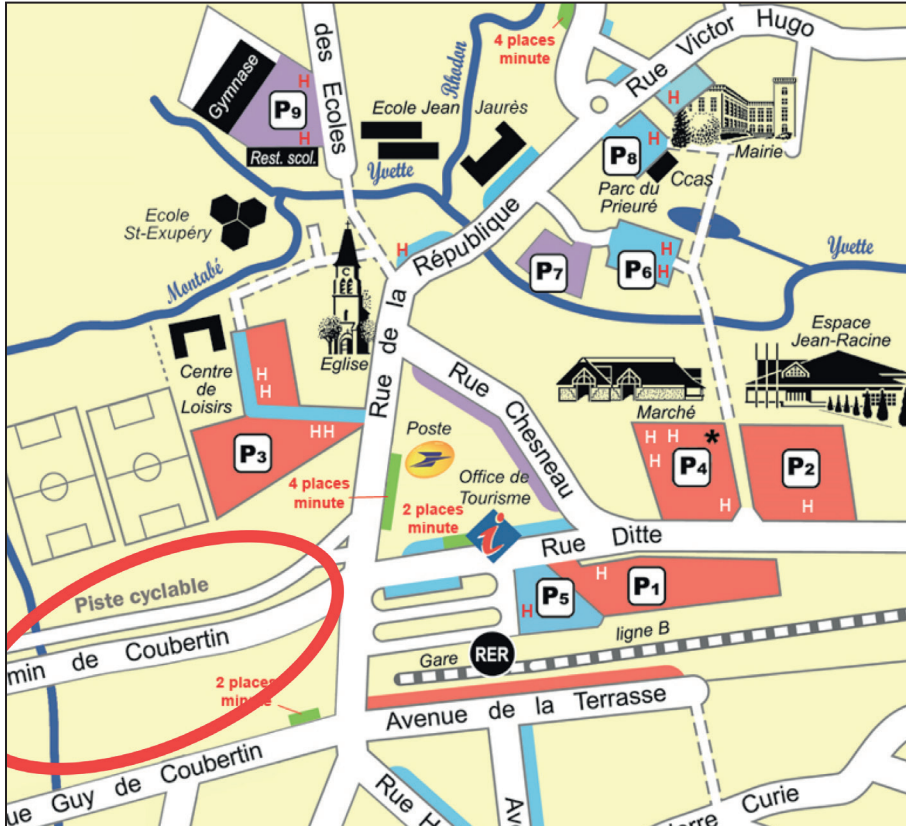 4 places
minute
Rue Victor Hugo
des Ecoles
Rhodon
Gymnase
H
P9
H
Rest. scol.
Ecole Jean Jaurès
Yvette
H
H
P8
Mairie
Ccas
Parc du
Prieuré
Ecole
St-Exupéry
Montabé
H
Rue de la République
P7
P6
H
H
Yvette
Centre
de
Loisirs
H
H
HH
P3
Eglise
Rue Chesneau
Espace
Jean-Racine
Marché
H H *
H
P4
H
P2
H
Poste
4 places
minute
Office de
Tourisme
2 places
minute
i
Rue Ditte
H
P1
P5
H
Piste cyclable
min de Coubertin
Gare
RER
ligne B
2 places
minute
Avenue de la Terrasse
ue Guy de Coubertin
Rue H
Av
erre Curie